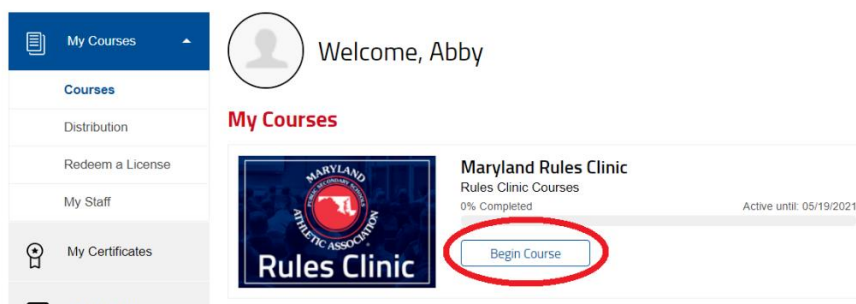 My Courses
Courses
Distribution
Redeem a License
My Staff
My Certificates
Welcome, Abby
My Courses
MARYLAND
PUBLIC SECONDARY SCHOOLS
ATHLETIC ASSOCIATION
Rules Clinic
Maryland Rules Clinic
Rules Clinic Courses
0% Completed
Active until: 05/19/2021
Begin Course